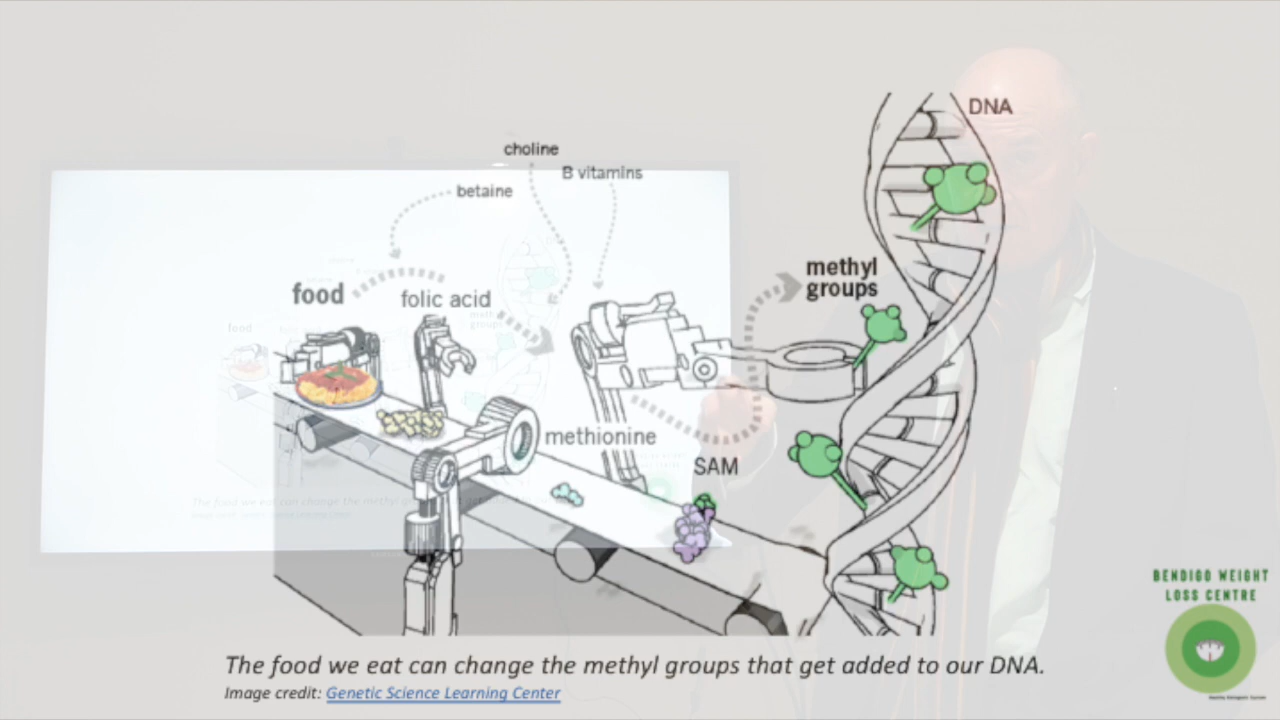 DNA
choline
B vitamins
betaine
methyl
groups
food
folic acid
methionine
SAM
BENDIGO WEIGHT
LOSS CENTRE
The food we eat can change the methyl groups that get added to our DNA.
Image credit: Genetic Science Learning Center